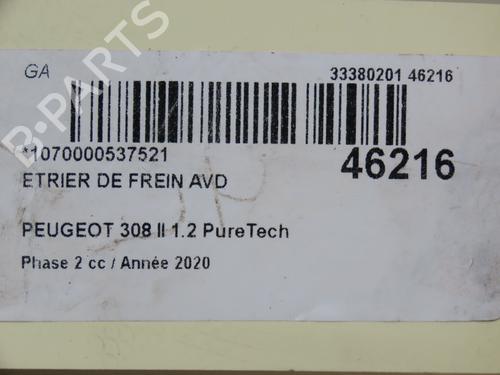 GA
33380201 46216
*1070000537521
46216
ETRIER DE FREIN AVD
PEUGEOT 308 II 1.2 PureTech
Phase 2 cc / Année 2020
B-PARTS